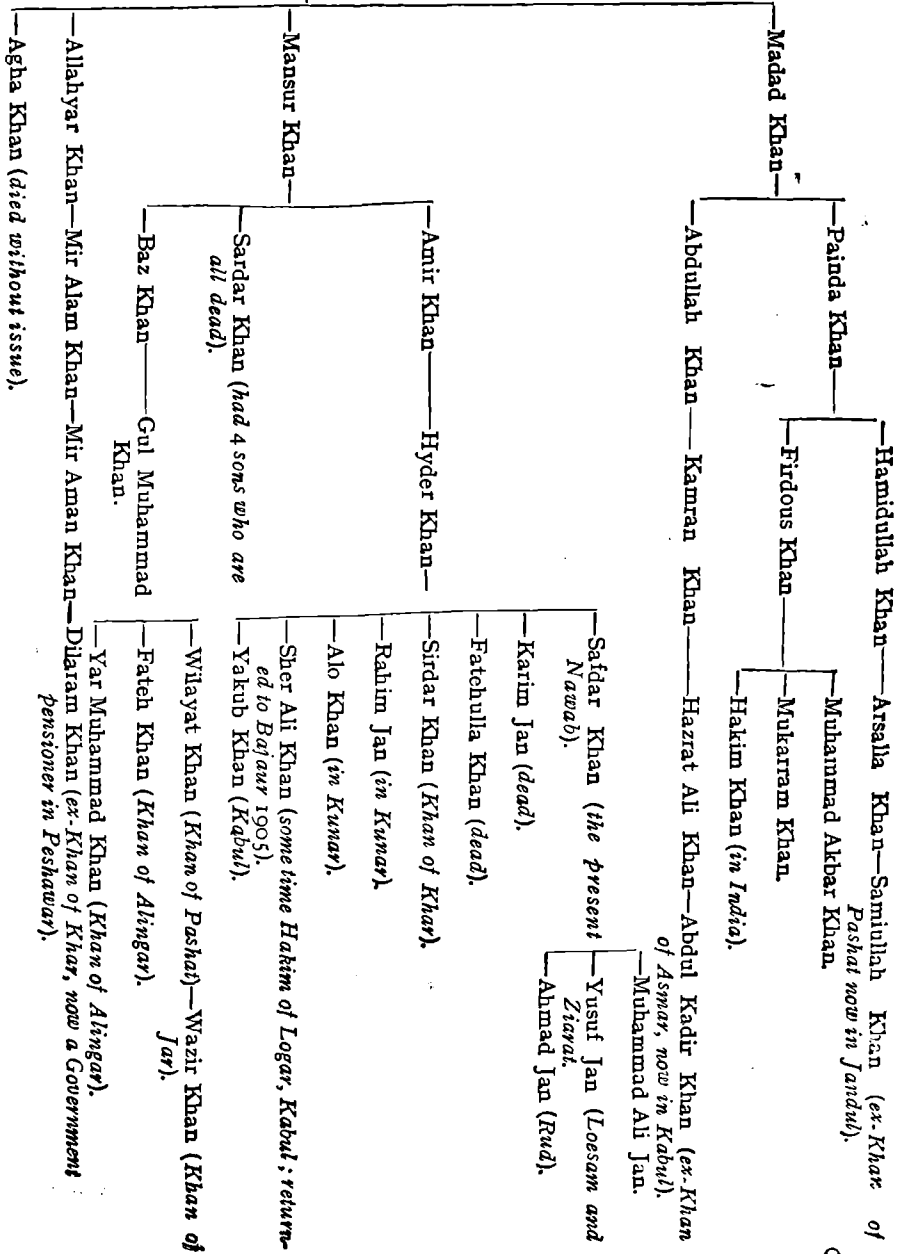 —Madad Khan—
—Painda Khan—
—Hamidullah Khan—Arsalla Khan—Samiullah Khan (ex-Khan of
Pashat now in Jandul).
—Firdous Khan—
—Muhammad Akbar Khan.
—Mukarram Khan.
—Hakim Khan (in India).
—Abdullah Khan—Kamran Khan—Hazrat Ali Khan—Abdul Kadir Khan (ex-Khan
of Asmar, now in Kabul).
—Mansur Khan—
—Amir Khan—Hyder Khan—
—Safdar Khan (the present
Nawab).
—Muhammad Ali Jan.
—Yusuf Jan (Loesam and
Ziarat.
—Ahmad Jan (Rud).
—Karim Jan (dead).
—Fatehulla Khan (dead).
—Sirdar Khan (Khan of Khar).
—Rahim Jan (in Kunar).
—Alo Khan (in Kunar).
—Sher Ali Khan (some time Hakim of Logar, Kabul; return-
ed to Bajaur 1905).
—Yakub Khan (Kabul).
—Sardar Khan (had 4 sons who are
all dead).
—Baz Khan—Gul Muhammad
Khan.
—Wilayat Khan (Khan of Pashat)—Wazir Khan (Khan of
Jar).
—Fateh Khan (Khan of Alingar).
—Yar Muhammad Khan (Khan of Alingar).
—Allahyar Khan—Mir Alam Khan—Mir Aman Khan—Dilaram Khan (ex-Khan of Khar, now a Government
pensioner in Peshawar).
—Agha Khan (died without issue).